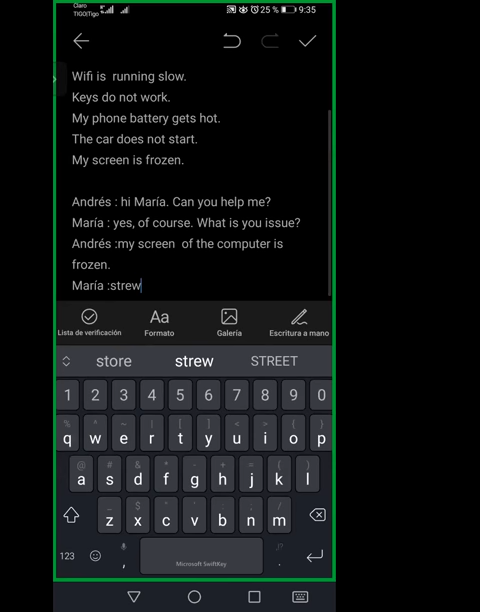 Claro
TIGO|Tigo
25 %
9:35
Wifi is running slow.
Keys do not work.
My phone battery gets hot.
The car does not start.
My screen is frozen.
Andrés : hi María. Can you help me?
María : yes, of course. What is you issue?
Andrés :my screen of the computer is
frozen.
María :strew
Lista de verificación
Formato
Galería
Escritura a mano
store strew STREET
1 2 3 4 5 6 7 8 9 0
% ^ ~ | [ ] < > { }
q w e r t y u i o p
@ # & * - + = ( )
a s d f g h j k l
_ $ " ' : ; /
z x c v b n m
123 , Microsoft SwiftKey .